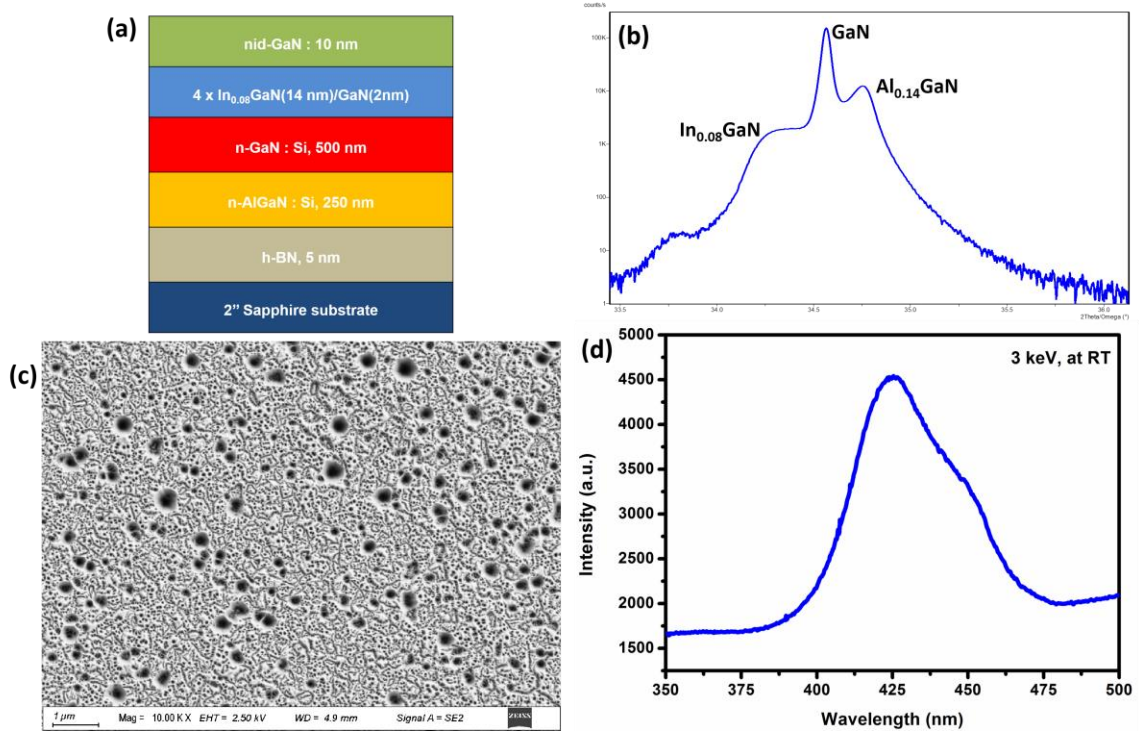 (a)
nid-GaN : 10 nm
4 x In₀.₀₈GaN(14 nm)/GaN(2nm)
n-GaN : Si, 500 nm
n-AlGaN : Si, 250 nm
h-BN, 5 nm
2” Sapphire substrate
counts/s
(b)
GaN
Al₀.₁₄GaN
In₀.₀₈GaN
100K
10K
1K
100
10
1
33.5
34.0
34.5
35.0
35.5
36.0
2Theta/Omega (°)
(c)
1 µm
Mag = 10.00 K X
EHT = 2.50 kV
WD = 4.9 mm
Signal A = SE2
ZEISS
(d)
3 keV, at RT
5000
4500
4000
3500
3000
2500
2000
1500
Intensity (a.u.)
350
375
400
425
450
475
500
Wavelength (nm)